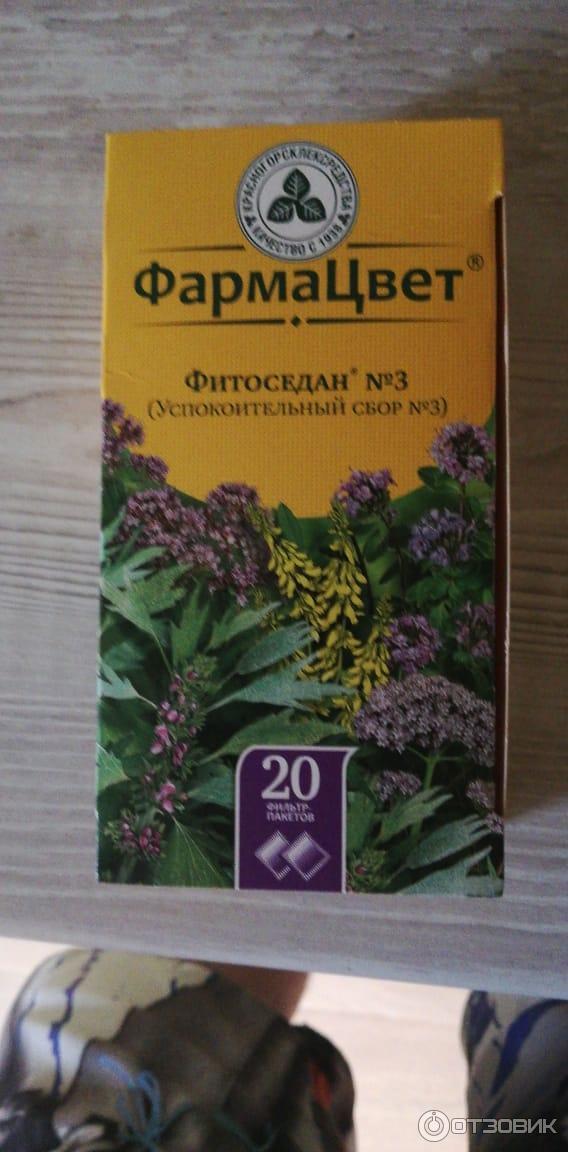 КРАСНОГОРСКЛЕКСРЕДСТВА
КАЧЕСТВО С 1938
ФармаЦвет®
Фитоседан® №3
(Успокоительный сбор №3)
20
ФИЛЬТР-
ПАКЕТОВ
ОТЗОВИК